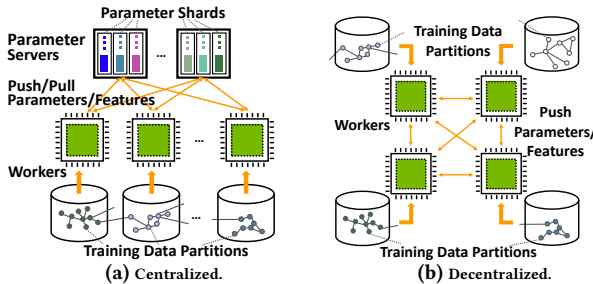 Parameter Shards
Parameter
Servers
...
Push/Pull
Parameters/Features
...
Workers
...
Training Data Partitions
(a) Centralized.
Training Data
Partitions
Workers
Push
Parameters/
Features
Training Data Partitions
(b) Decentralized.